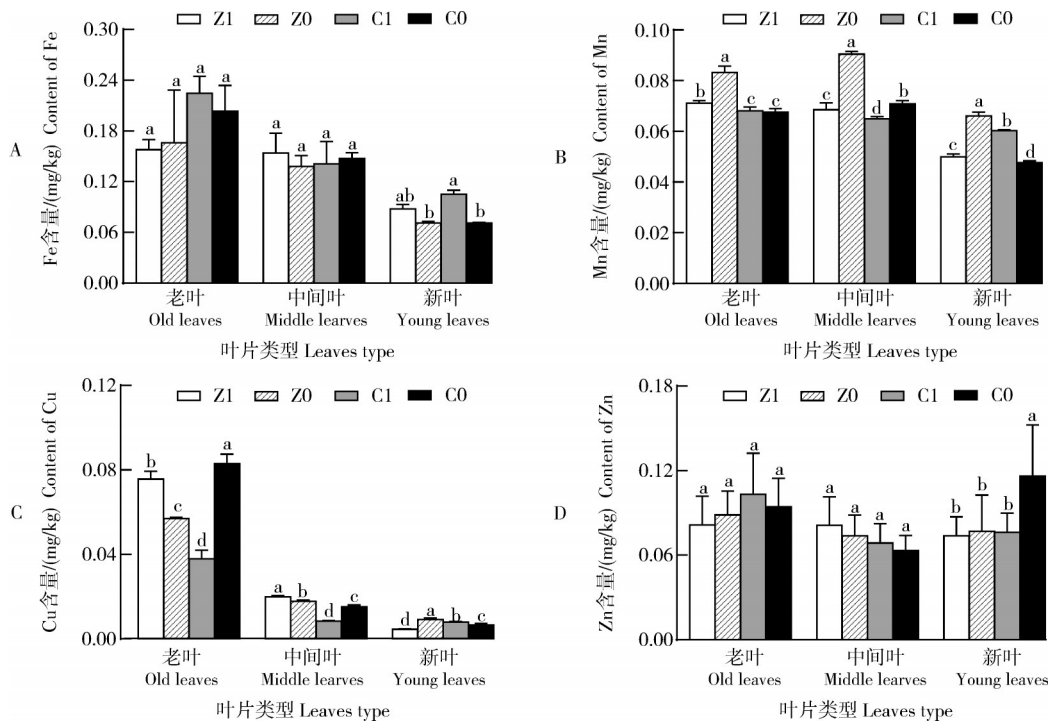 A
Fe含量/(mg/kg) Content of Fe
Z1 Z0 C1 C0
0.30
0.24
0.18
0.12
0.06
0.00
a a a a
a a a a
ab b a b
老叶 中间叶 新叶
Old leaves Middle learves Young leaves
叶片类型 Leaves type
B
Mn含量/(mg/kg) Content of Mn
Z1 Z0 C1 C0
0.10
0.08
0.06
0.04
0.02
0.00
b a c c
c a d b
c a b d
老叶 中间叶 新叶
Old leaves Middle learves Young leaves
叶片类型 Leaves type
C
Cu含量/(mg/kg) Content of Cu
Z1 Z0 C1 C0
0.12
0.08
0.04
0.00
b c d a
a b d c
d a b c
老叶 中间叶 新叶
Old leaves Middle leaves Young leaves
叶片类型 Leaves type
D
Zn含量/(mg/kg) Content of Zn
Z1 Z0 C1 C0
0.18
0.12
0.06
0.00
a a a a
a a a a
b b b a
老叶 中间叶 新叶
Old leaves Middle leaves Young leaves
叶片类型 Leaves type